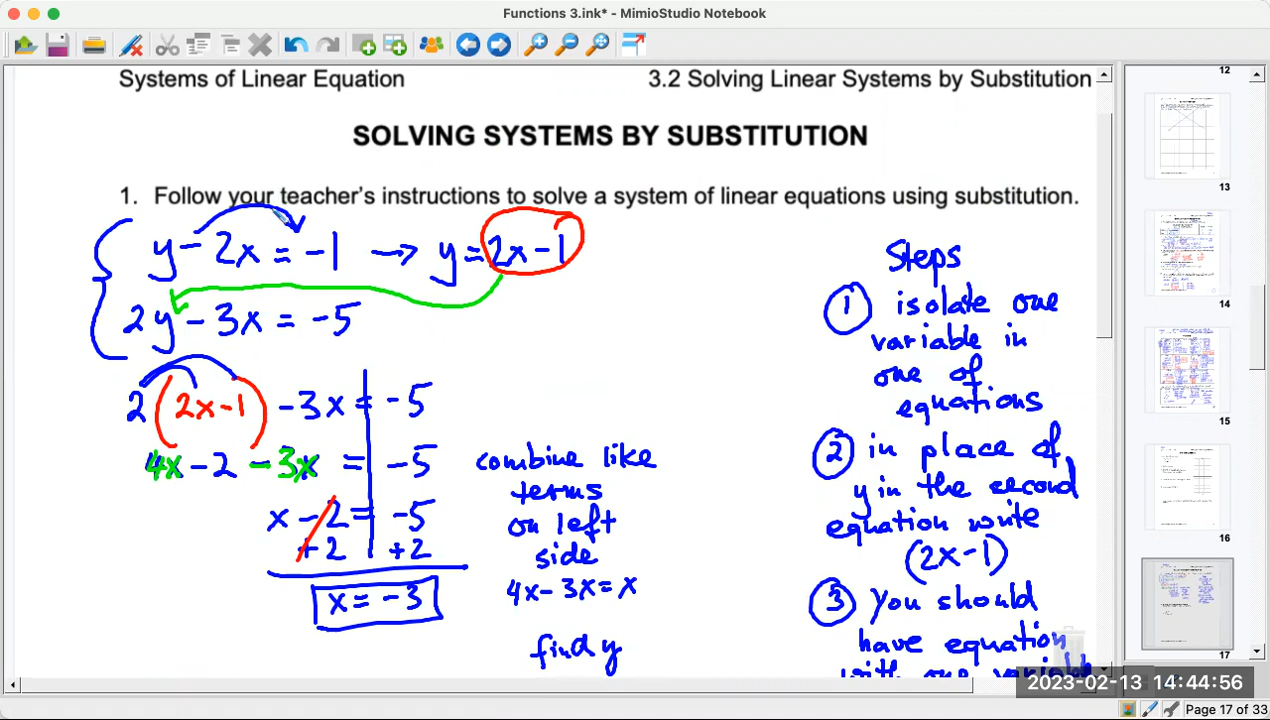 Functions 3.ink* - MimioStudio Notebook
Systems of Linear Equation
3.2 Solving Linear Systems by Substitution
SOLVING SYSTEMS BY SUBSTITUTION
1. Follow your teacher's instructions to solve a system of linear equations using substitution.
y - 2x = -1 → y = 2x - 1
2y - 3x = -5
2 (2x - 1) - 3x = -5
4x - 2 - 3x = -5
x - 2 = -5
+2 +2
x = -3
combine like
terms
on left
side
4x - 3x = x
find y
Steps
1 isolate one
variable in
one of
equations
2 in place of
y in the second
equation write
(2x - 1)
3 You should
have equation
with one variable
12
13
14
15
16
17
2023-02-13 14:44:56
Page 17 of 33